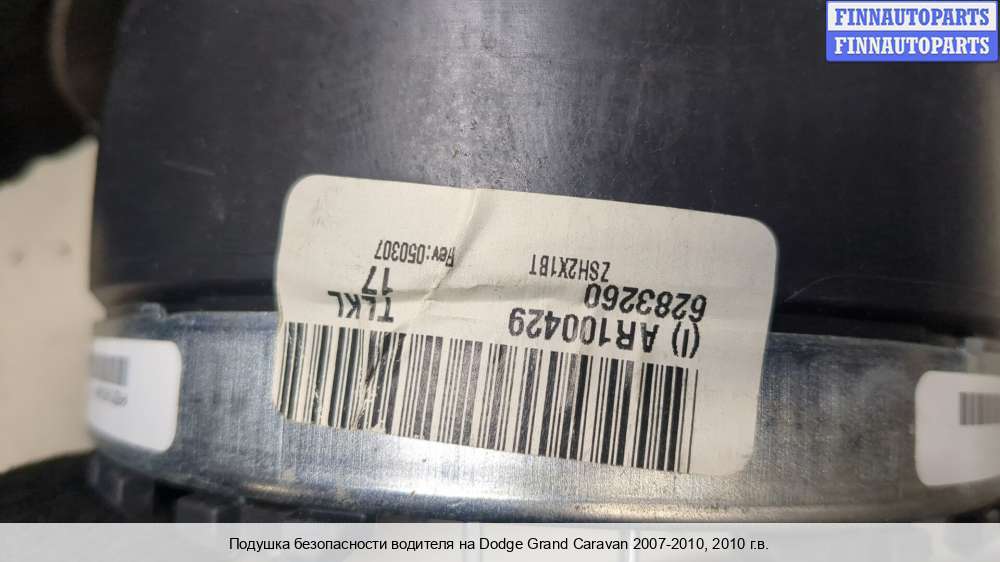 FINNAUTOPARTS
FINNAUTOPARTS
(I) AR100429
TLKL
6283260
17
ZSH2X1BT
Rev:050307
Подушка безопасности водителя на Dodge Grand Caravan 2007-2010, 2010 г.в.